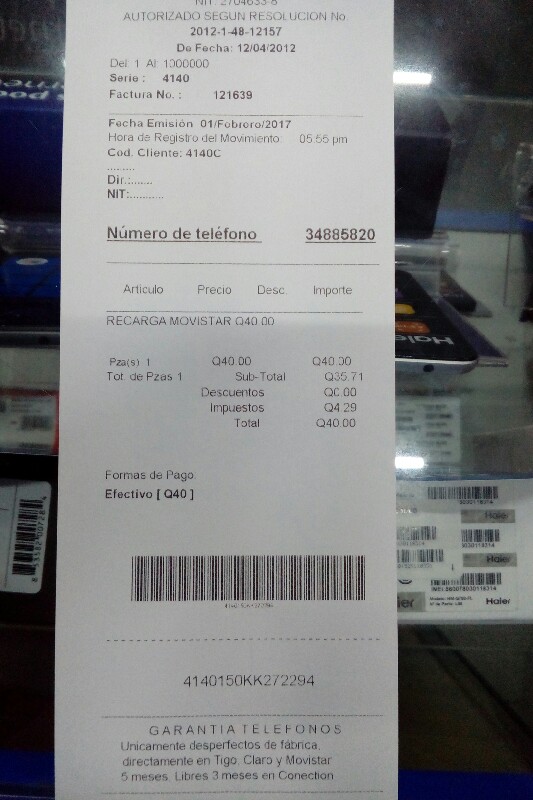 NIT: 2704633-8
AUTORIZADO SEGUN RESOLUCION No.
2012-1-48-12157
De Fecha: 12/04/2012
Del: 1 Al: 1000000
Serie : 4140
Factura No. : 121639
Fecha Emisión 01/Febrero/2017
Hora de Registro del Movimiento: 05:55 pm
Cod. Cliente: 4140C
.........
Dir.:......
NIT:...........
Número de teléfono 34885820
Articulo Precio Desc. Importe
RECARGA MOVISTAR Q40.00
Pza(s) 1 Q40.00 Q40.00
Tot. de Pzas 1 Sub-Total Q35.71
Descuentos Q0.00
Impuestos Q4.29
Total Q40.00
Formas de Pago:
Efectivo [ Q40 ]
4140150KK272294
4140150KK272294
GARANTIA TELEFONOS
Unicamente desperfectos de fábrica,
directamente en Tigo, Claro y Movistar
5 meses, Libres 3 meses en Conection
Haier
Haier
Haier
Haier